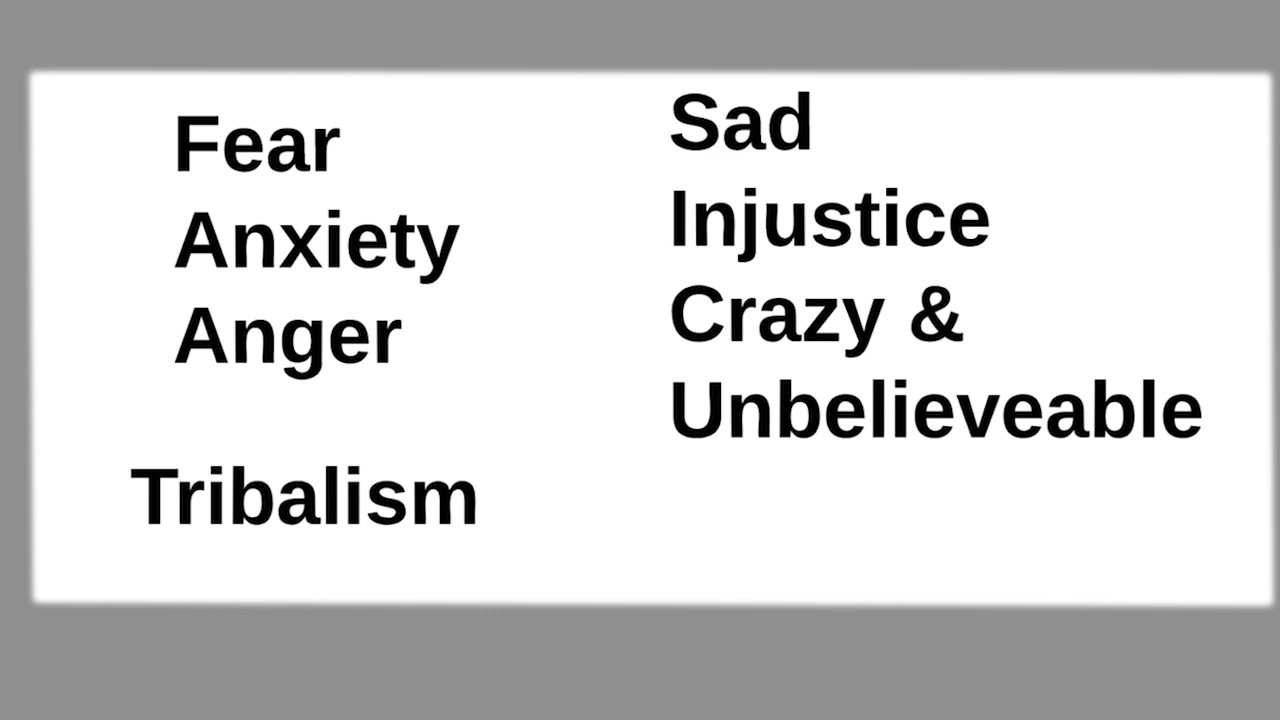 Fear
Anxiety
Anger
Tribalism
Sad
Injustice
Crazy &
Unbelieveable